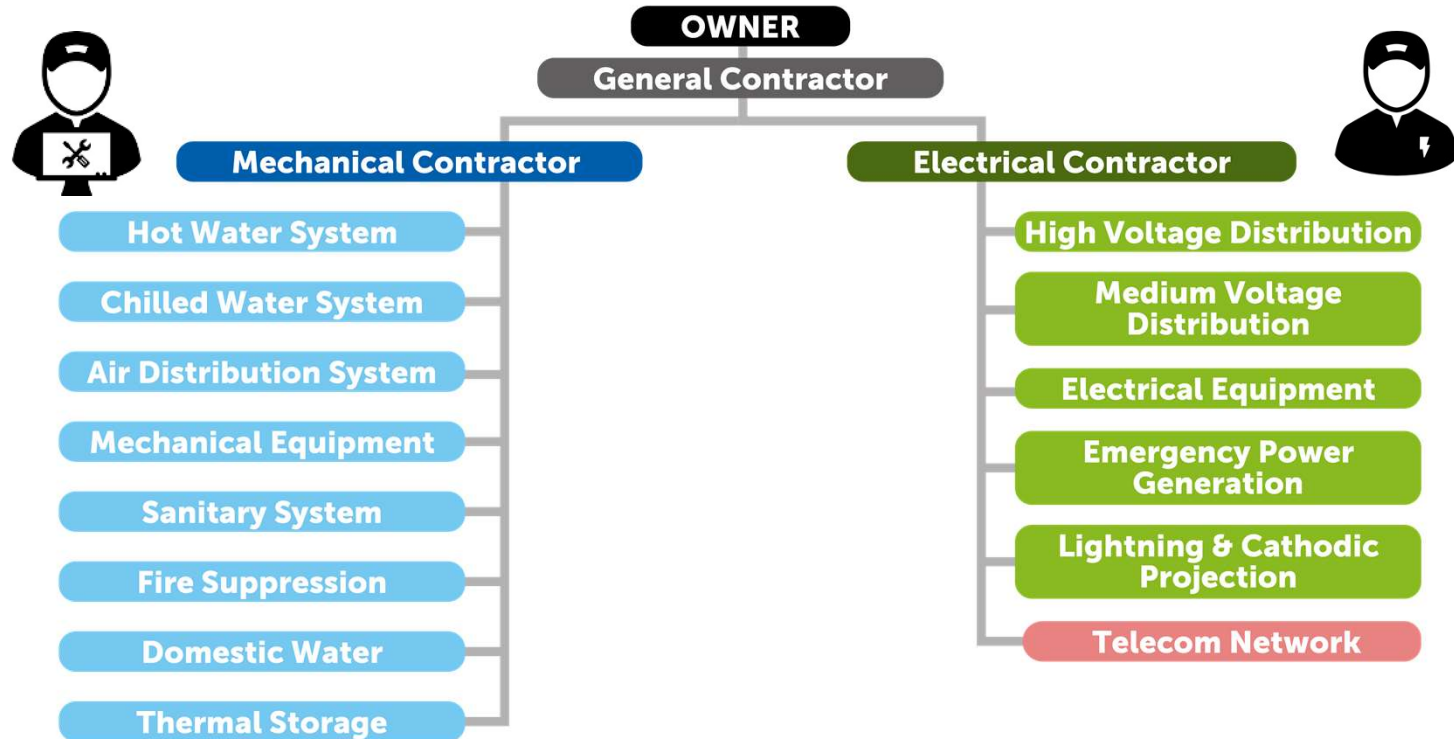 OWNER
General Contractor
Mechanical Contractor
Hot Water System
Chilled Water System
Air Distribution System
Mechanical Equipment
Sanitary System
Fire Suppression
Domestic Water
Thermal Storage
Electrical Contractor
High Voltage Distribution
Medium Voltage
Distribution
Electrical Equipment
Emergency Power
Generation
Lightning & Cathodic
Projection
Telecom Network